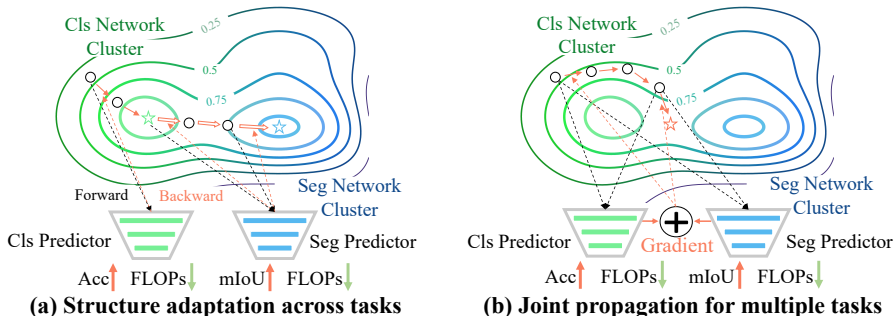 Cls Network
Cluster
0.25
0.5
0.75
Forward
Backward
Seg Network
Cluster
Cls Predictor
Seg Predictor
Acc
FLOPs
mIoU
FLOPs
(a) Structure adaptation across tasks
Cls Network
Cluster
0.25
0.5
0.75
Seg Network
Cluster
Cls Predictor
Gradient
Seg Predictor
Acc
FLOPs
mIoU
FLOPs
(b) Joint propagation for multiple tasks